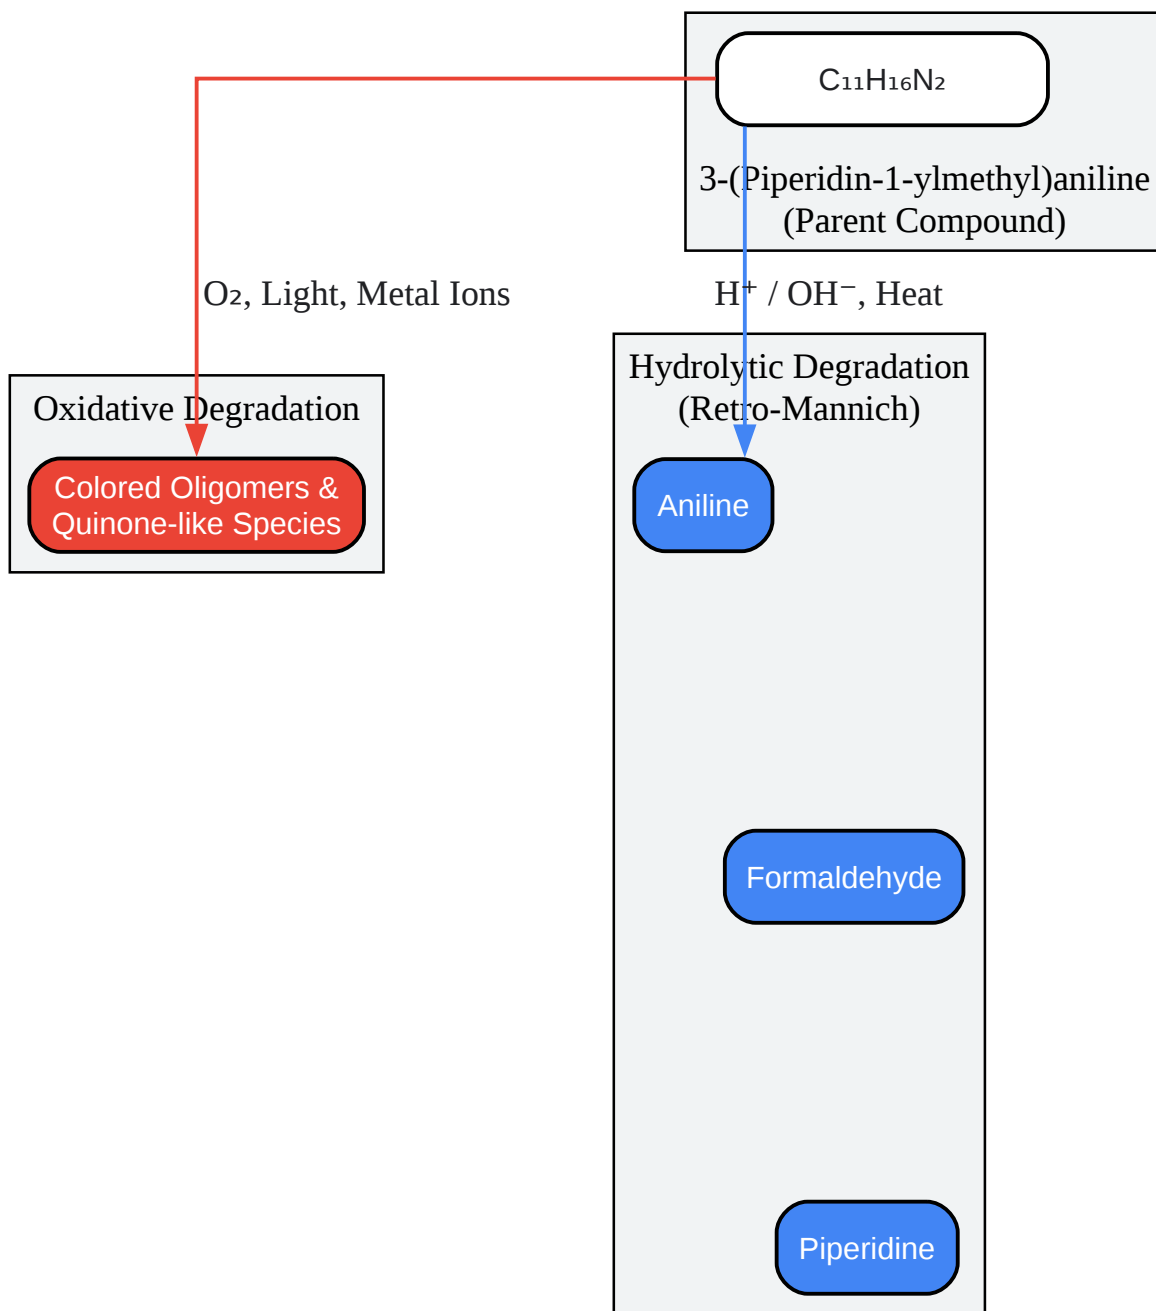 C₁₁H₁₆N₂
3-(Piperidin-1-ylmethyl)aniline
(Parent Compound)
O₂, Light, Metal Ions
H⁺ / OH⁻, Heat
Oxidative Degradation
Colored Oligomers &
Quinone-like Species
Hydrolytic Degradation
(Retro-Mannich)
Aniline
Formaldehyde
Piperidine